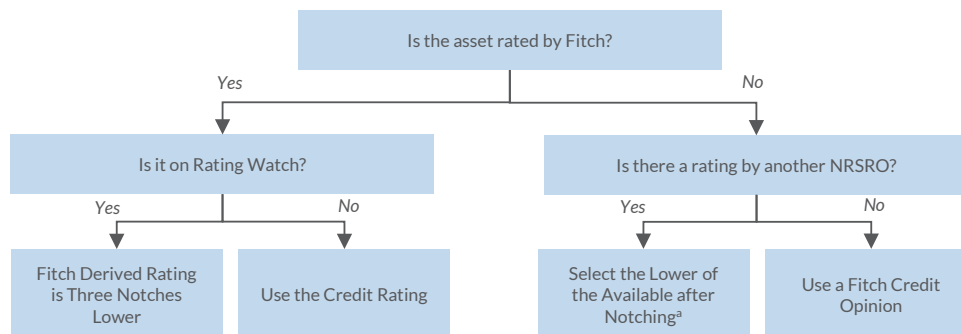 Is the asset rated by Fitch?
Yes
No
Is it on Rating Watch?
Is there a rating by another NRSRO?
Yes
No
Yes
No
Fitch Derived Rating
is Three Notches
Lower
Use the Credit Rating
Select the Lower of
the Available after
Notchingᵃ
Use a Fitch Credit
Opinion